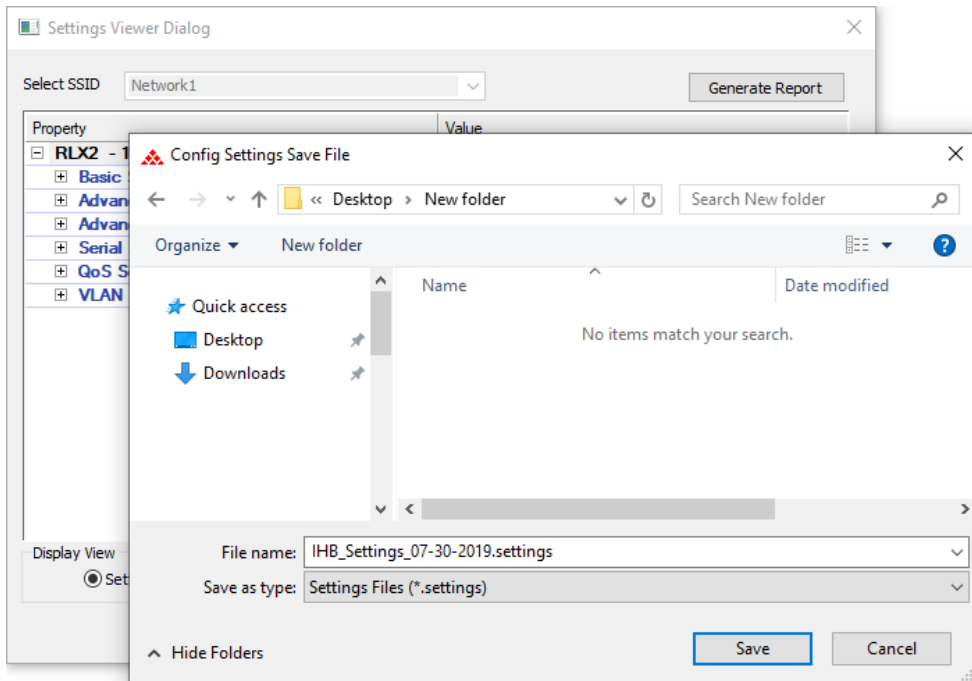 Settings Viewer Dialog
Select SSID Network1 Generate Report
Property Value
RLX2 - 1
Basic
Advan
Advan
Serial
QoS S
VLAN
Display View
Set
Config Settings Save File
« Desktop > New folder Search New folder
Organize New folder ?
Name Date modified
Quick access
No items match your search.
Desktop
Downloads
File name: IHB_Settings_07-30-2019.settings
Save as type: Settings Files (*.settings)
Hide Folders Save Cancel